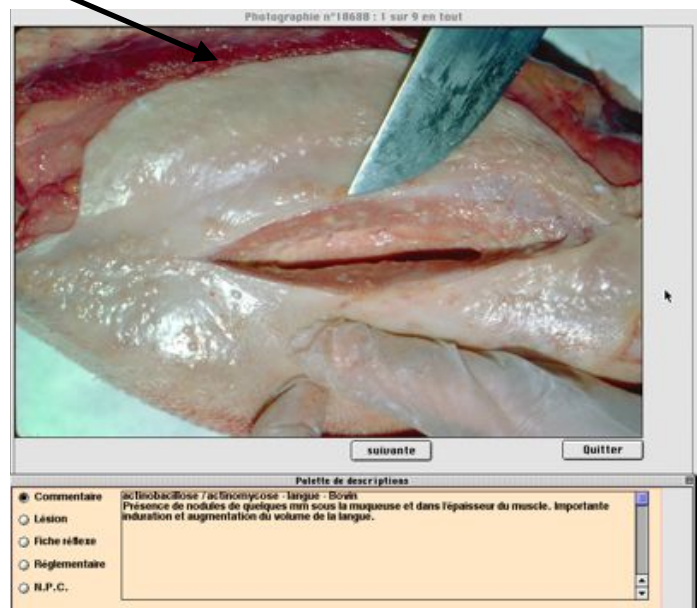 Photographie n°18688 : 1 sur 9 en tout
suivante
Quitter
Palette de descriptions
Commentaire
Lésion
Fiche réflexe
Réglementaire
N.P.C.
actinobacillose / actinomycose - langue - Bovin
Présence de nodules de quelques mm sous la muqueuse et dans l'épaisseur du muscle. Importante
induration et augmentation du volume de la langue.